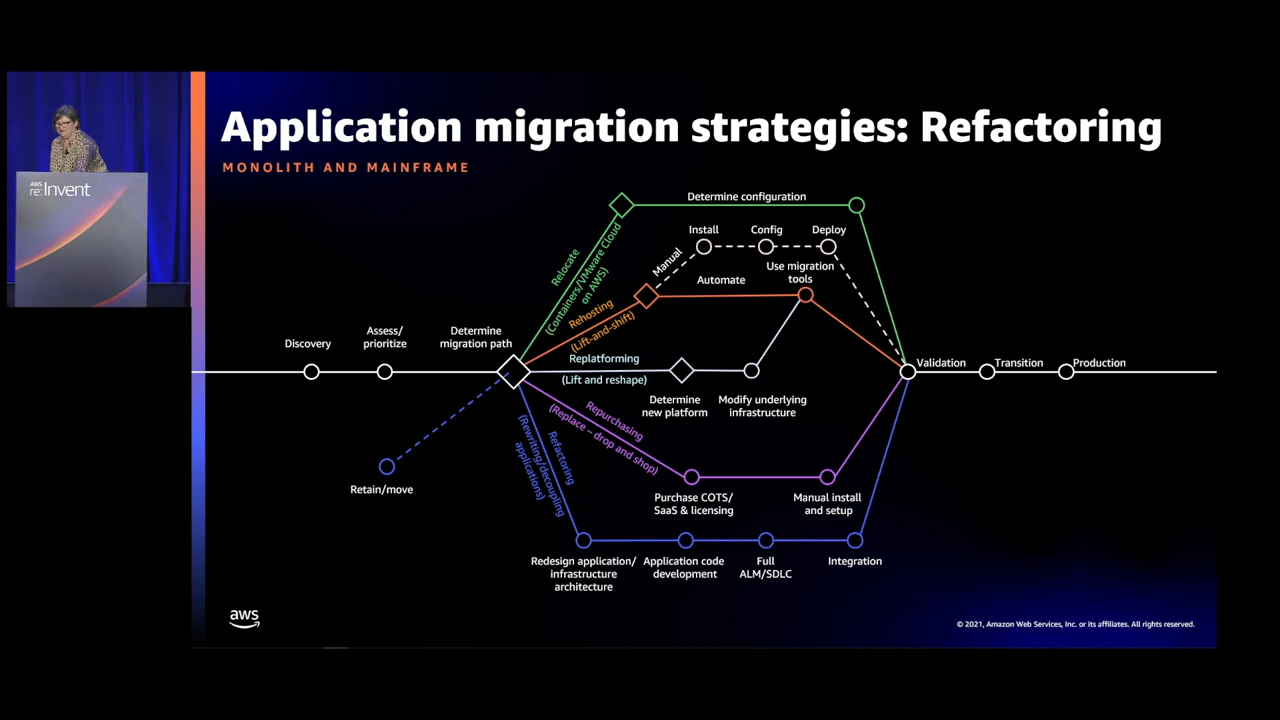 Application migration strategies: Refactoring
MONOLITH AND MAINFRAME
AWS
re:Invent
Determine configuration
Install
Config
Deploy
Manual
Relocate
(Containers/VMware Cloud
on AWS)
Automate
Use migration
tools
Rehosting
(Lift-and-shift)
Discovery
Assess/
prioritize
Determine
migration path
Replatforming
(Lift and reshape)
Determine
new platform
Modify underlying
infrastructure
Validation
Transition
Production
Repurchasing
(Replace – drop and shop)
Purchase COTS/
SaaS & licensing
Manual install
and setup
Retain/move
Refactoring
(Rewriting/decoupling
applications)
Redesign application/
infrastructure
architecture
Application code
development
Full
ALM/SDLC
Integration
aws
© 2021, Amazon Web Services, Inc. or its affiliates. All rights reserved.